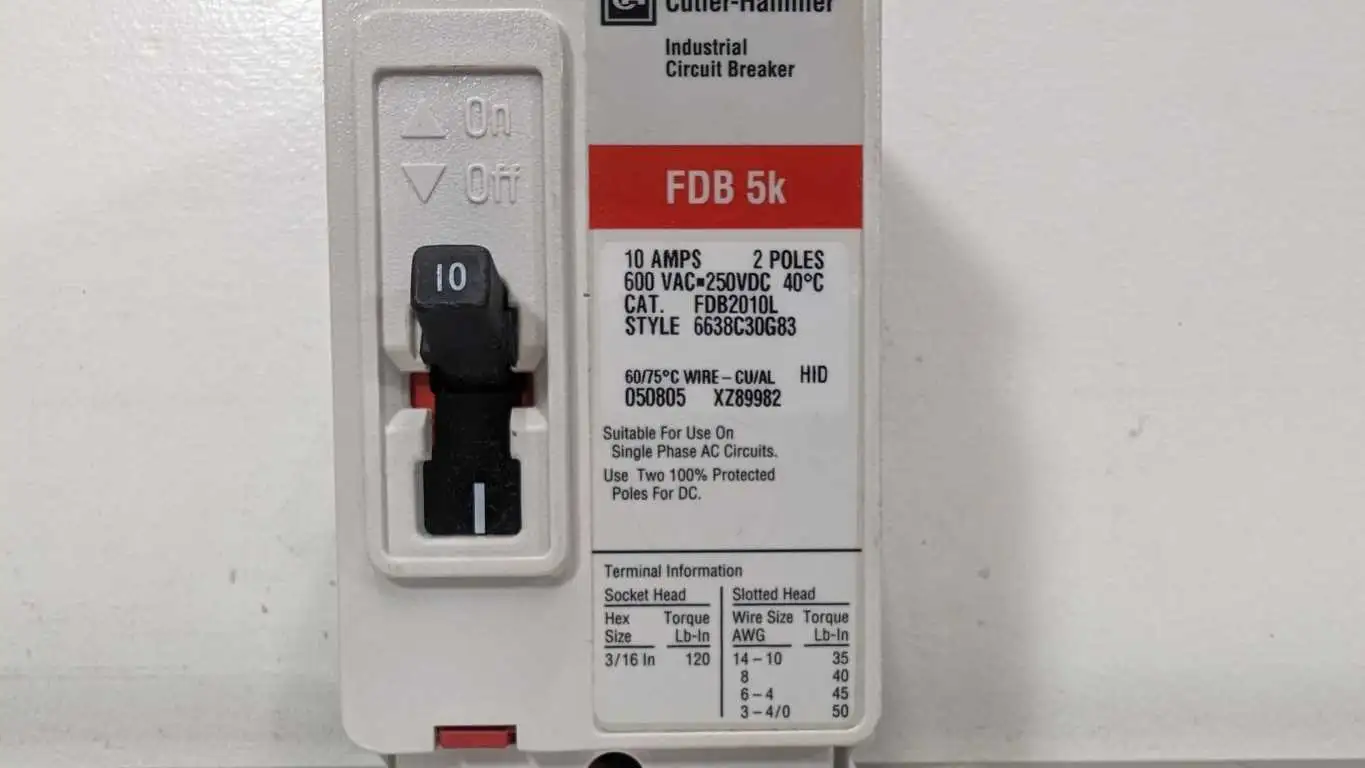 Cutler-Hammer
Industrial
Circuit Breaker
On
Off
FDB 5k
10
10 AMPS 2 POLES
600 VAC▪250VDC 40°C
CAT. FDB2010L
STYLE 6638C30G83
60/75°C WIRE – CU/AL HID
050805 XZ89982
Suitable For Use On
Single Phase AC Circuits.
Use Two 100% Protected
Poles For DC.
Terminal Information
Socket Head Slotted Head
Hex Torque Wire Size Torque
Size Lb-In AWG Lb-In
3/16 In 120 14 – 10 35
8 40
6 – 4 45
3 – 4/0 50